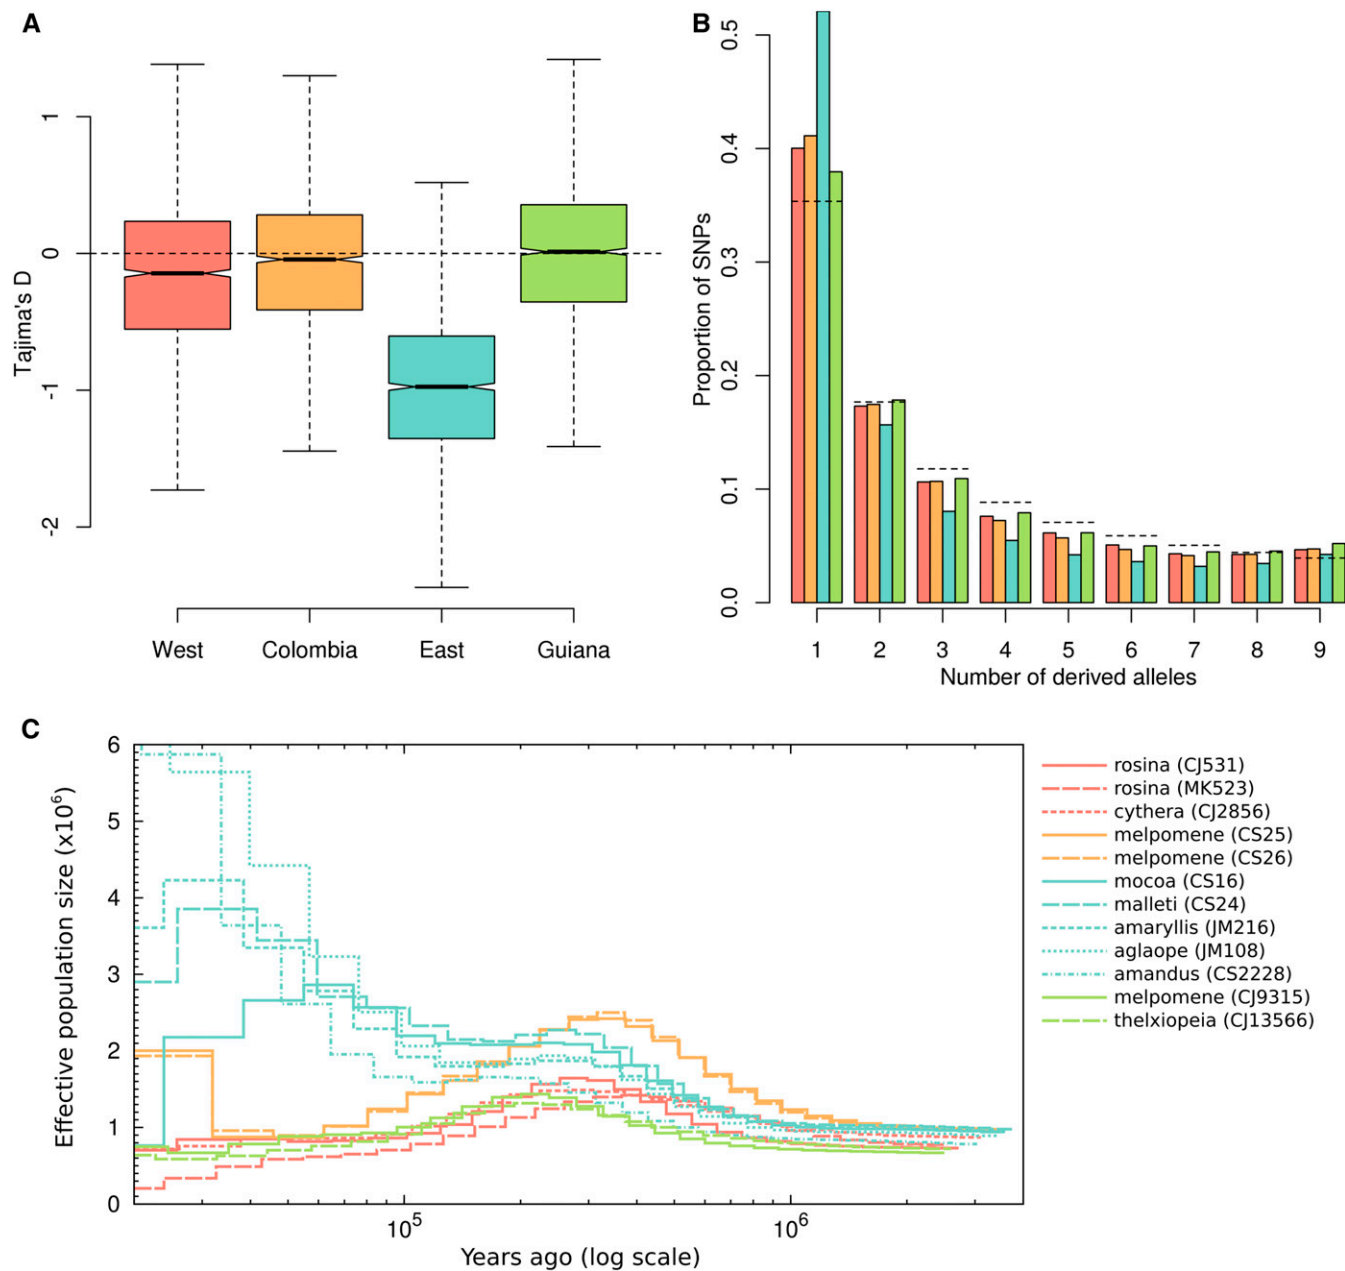 A
Tajima's D
1
0
-1
-2
West Colombia East Guiana
B
Proportion of SNPs
0.5
0.4
0.3
0.2
0.1
0.0
1 2 3 4 5 6 7 8 9
Number of derived alleles
C
Effective population size (x10⁶)
6
5
4
3
2
1
0
10⁵ 10⁶
Years ago (log scale)
rosina (CJ531)
rosina (MK523)
cythera (CJ2856)
melpomene (CS25)
melpomene (CS26)
mocoa (CS16)
malleti (CS24)
amaryllis (JM216)
aglaope (JM108)
amandus (CS2228)
melpomene (CJ9315)
thelxiopeia (CJ13566)